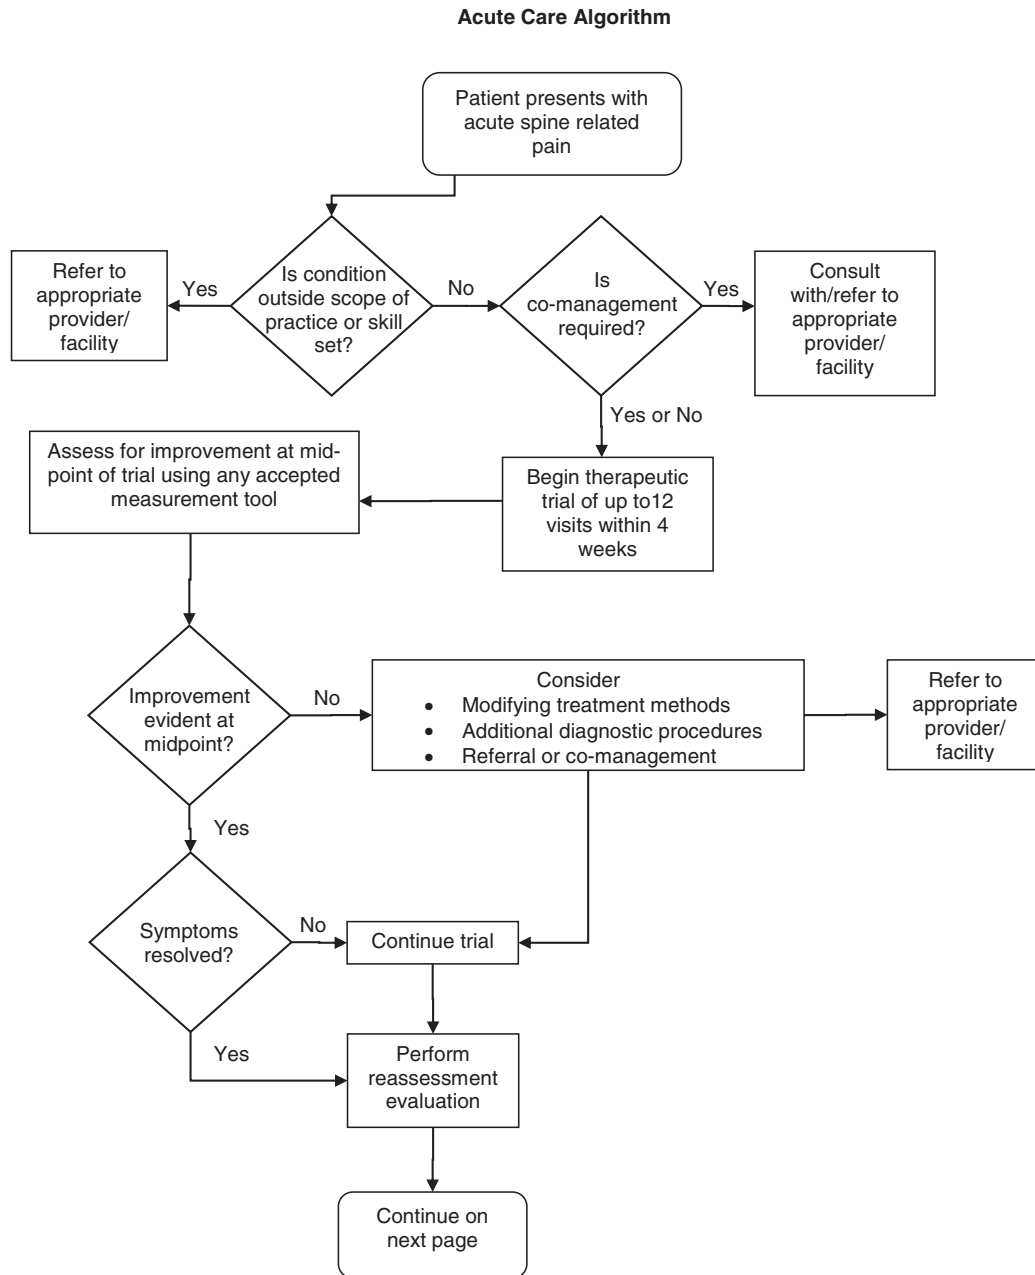 Acute Care Algorithm
Patient presents with
acute spine related
pain
Refer to
appropriate
provider/
facility
Yes
Is condition
outside scope of
practice or skill
set?
No
Is
co-management
required?
Yes
Consult
with/refer to
appropriate
provider/
facility
Yes or No
Assess for improvement at mid-
point of trial using any accepted
measurement tool
Begin therapeutic
trial of up to12
visits within 4
weeks
Improvement
evident at
midpoint?
No
Consider
• Modifying treatment methods
• Additional diagnostic procedures
• Referral or co-management
Refer to
appropriate
provider/
facility
Yes
Symptoms
resolved?
No
Continue trial
Yes
Perform
reassessment
evaluation
Continue on
next page